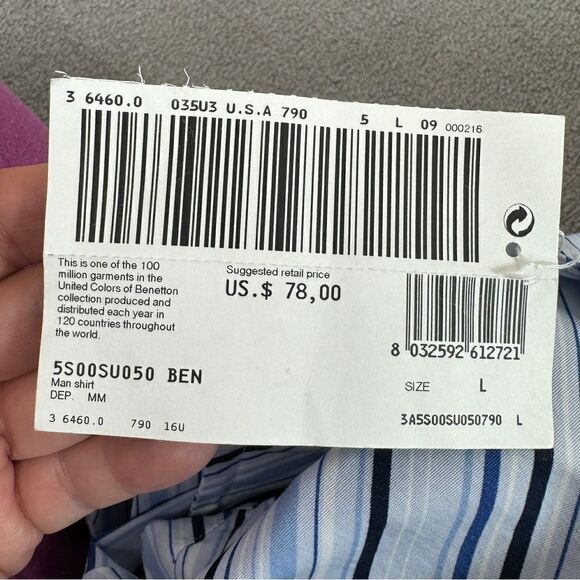 3 6460.0 035U3 U.S.A 790 5 L 09 000216
This is one of the 100
million garments in the
United Colors of Benetton
collection produced and
distributed each year in
120 countries throughout
the world.
Suggested retail price
US.$ 78,00
8 032592 612721
5S00SU050 BEN
Man shirt
DEP. MM
SIZE L
3 6460.0 790 16U
3A5S00SU050790 L